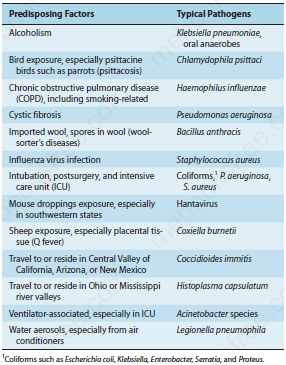 Predisposing Factors Typical Pathogens
Alcoholism Klebsiella pneumoniae,
oral anaerobes
Bird exposure, especially psittacine Chlamydophila psittaci
birds such as parrots (psittacosis)
Chronic obstructive pulmonary disease Haemophilus influenzae
(COPD), including smoking-related
Cystic fibrosis Pseudomonas aeruginosa
Imported wool, spores in wool (wool- Bacillus anthracis
sorter's diseases)
Influenza virus infection Staphylococcus aureus
Intubation, postsurgery, and intensive Coliforms,1 P. aeruginosa,
care unit (ICU) S. aureus
Mouse droppings exposure, especially Hantavirus
in southwestern states
Sheep exposure, especially placental tis- Coxiella burnetii
sue (Q fever)
Travel to or reside in Central Valley of Coccidioides immitis
California, Arizona, or New Mexico
Travel to or reside in Ohio or Mississippi Histoplasma capsulatum
river valleys
Ventilator-associated, especially in ICU Acinetobacter species
Water aerosols, especially from air Legionella pneumophila
conditioners
1Coliforms such as Escherichia coli, Klebsiella, Enterobacter, Serratia, and Proteus.